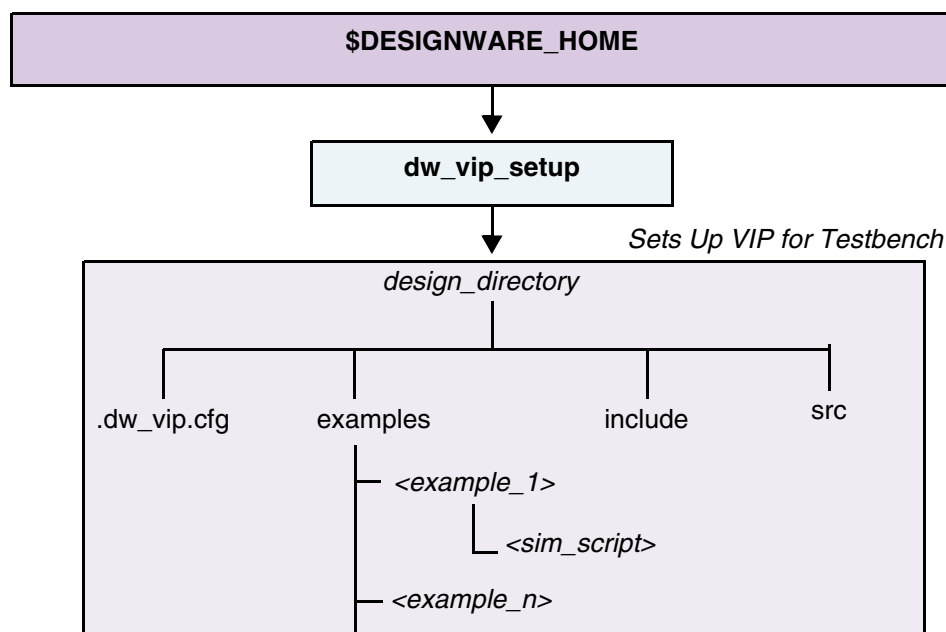 $DESIGNWARE_HOME
dw_vip_setup
Sets Up VIP for Testbench
design_directory
.dw_vip.cfg
examples
include
src
<example_1>
<sim_script>
<example_n>